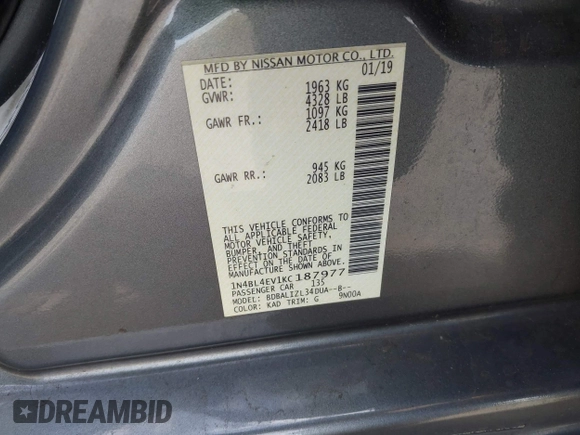 MFD BY NISSAN MOTOR CO., LTD.
DATE: 01/19
GVWR: 1963 KG
4328 LB
GAWR FR.: 1097 KG
2418 LB
GAWR RR.: 945 KG
2083 LB
THIS VEHICLE CONFORMS TO
ALL APPLICABLE FEDERAL
MOTOR VEHICLE SAFETY,
BUMPER, AND THEFT
PREVENTION STANDARDS IN
EFFECT ON THE DATE OF
MANUFACTURE SHOWN ABOVE.
1N4BL4EV1KC187977
PASSENGER CAR 135
MODEL: BDBALIZL34DUA--B--
COLOR: KAD TRIM: G 9N00A
DREAMBID